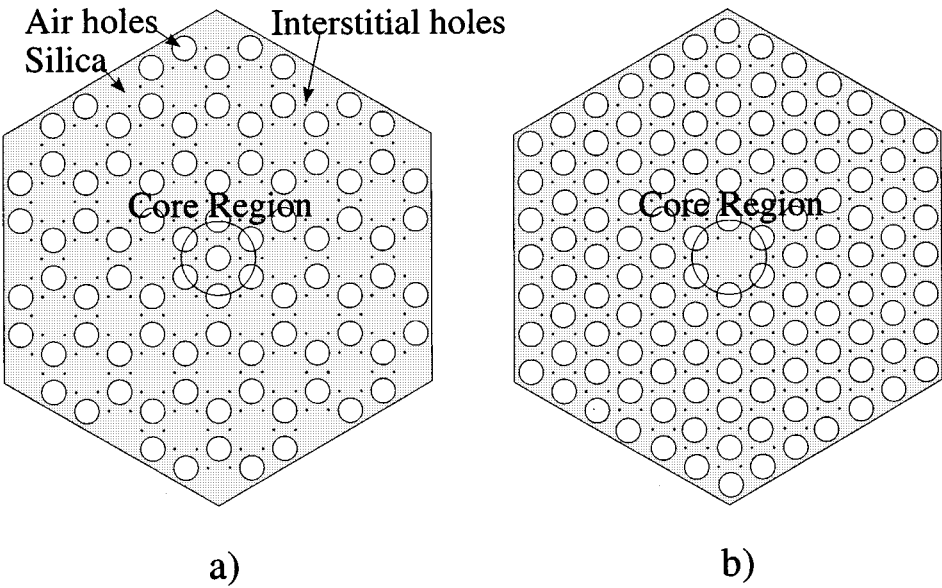 Air holes
Interstitial holes
Silica
Core Region
Core Region
a)
b)